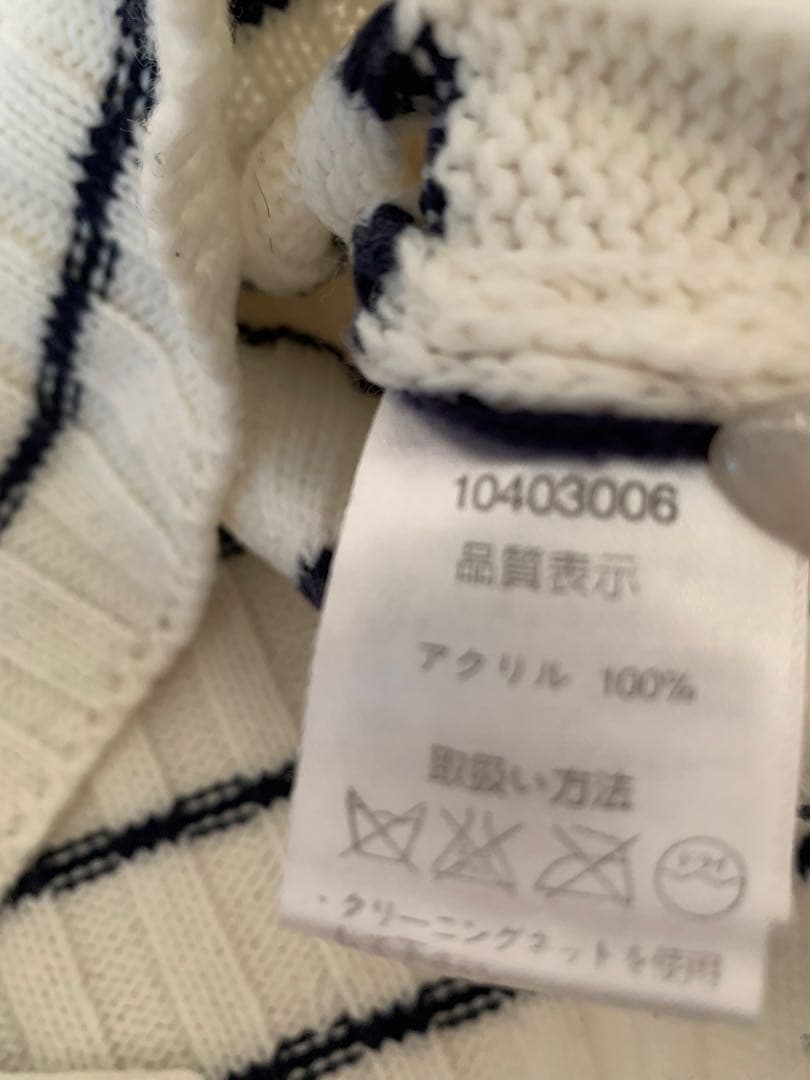 10403006
品質表示
アクリル 100%
取扱い方法
ドライ
・クリーニングネットを使用